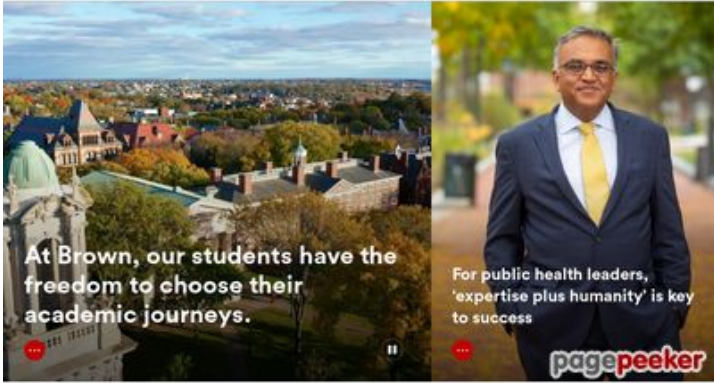 At Brown, our students have the
freedom to choose their
academic journeys.
For public health leaders,
'expertise plus humanity' is key
to success
pagepeeker